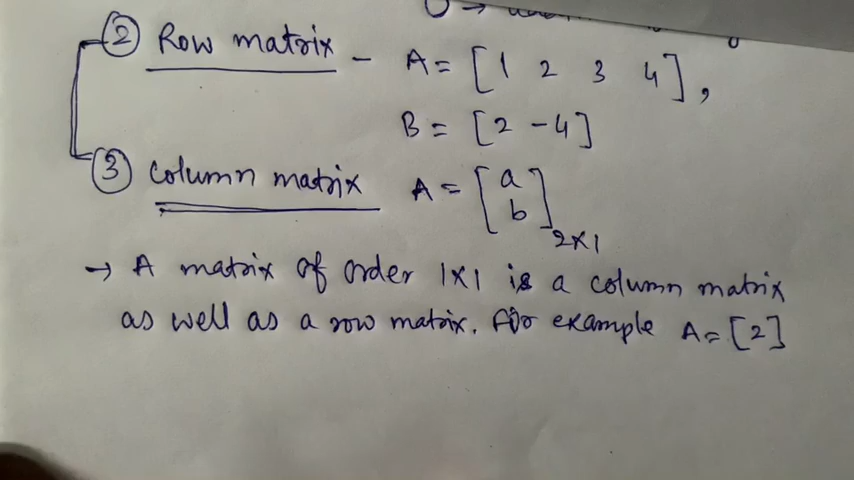 ② Row matrix - A = [1 2 3 4],
B = [2 -4]
③ column matrix A = [a b]2×1
→ A matrix of order 1×1 is a column matrix
as well as a row matrix. For example A = [2]